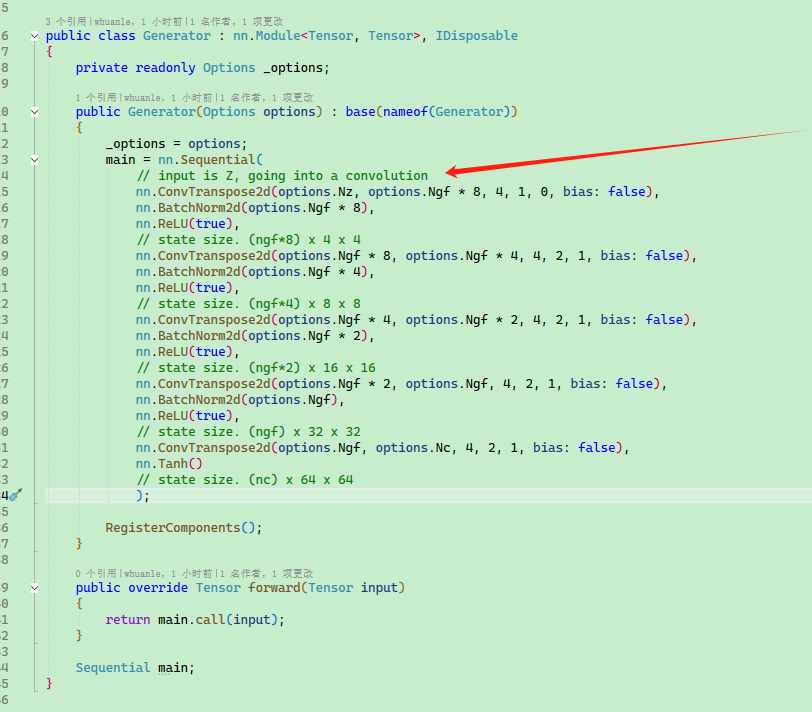 5
3 个引用|whuanle, 1 小时前|1 名作者, 1 项更改
6 public class Generator : nn.Module<Tensor, Tensor>, IDisposable
7 {
8 private readonly Options _options;
9
1 个引用|whuanle, 1 小时前|1 名作者, 1 项更改
0 public Generator(Options options) : base(nameof(Generator))
1 {
2 _options = options;
3 main = nn.Sequential(
4 // input is Z, going into a convolution
5 nn.ConvTranspose2d(options.Nz, options.Ngf * 8, 4, 1, 0, bias: false),
6 nn.BatchNorm2d(options.Ngf * 8),
7 nn.ReLU(true),
8 // state size. (ngf*8) x 4 x 4
9 nn.ConvTranspose2d(options.Ngf * 8, options.Ngf * 4, 4, 2, 1, bias: false),
0 nn.BatchNorm2d(options.Ngf * 4),
1 nn.ReLU(true),
2 // state size. (ngf*4) x 8 x 8
3 nn.ConvTranspose2d(options.Ngf * 4, options.Ngf * 2, 4, 2, 1, bias: false),
4 nn.BatchNorm2d(options.Ngf * 2),
5 nn.ReLU(true),
6 // state size. (ngf*2) x 16 x 16
7 nn.ConvTranspose2d(options.Ngf * 2, options.Ngf, 4, 2, 1, bias: false),
8 nn.BatchNorm2d(options.Ngf),
9 nn.ReLU(true),
0 // state size. (ngf) x 32 x 32
1 nn.ConvTranspose2d(options.Ngf, options.Nc, 4, 2, 1, bias: false),
2 nn.Tanh()
3 // state size. (nc) x 64 x 64
4 );
5
6 RegisterComponents();
7 }
8
0 个引用|whuanle, 1 小时前|1 名作者, 1 项更改
9 public override Tensor forward(Tensor input)
0 {
1 return main.call(input);
2 }
3
4 Sequential main;
5 }
6